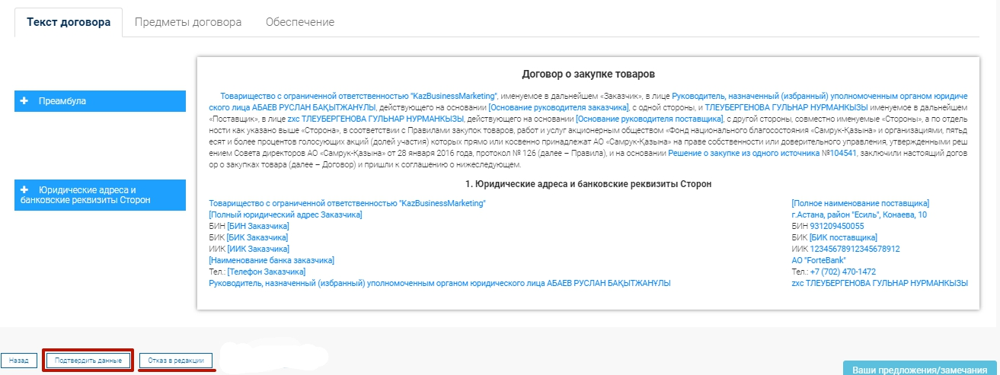 Текст договора Предметы договора Обеспечение
Договор о закупке товаров
Преамбула
Товарищество с ограниченной ответственностью "KazBusinessMarketing", именуемое в дальнейшем «Заказчик», в лице Руководитель, назначенный (избранный) уполномоченным органом юридиче
ского лица АБАЕВ РУСЛАН БАҚЫТЖАНҰЛЫ, действующего на основании [Основание руководителя заказчика], с одной стороны, и ТЛЕУБЕРГЕНОВА ГУЛЬНАР НУРМАНКЫЗЫ именуемое в дальнейшем
«Поставщик», в лице zxc ТЛЕУБЕРГЕНОВА ГУЛЬНАР НУРМАНКЫЗЫ, действующего на основании [Основание руководителя поставщика], с другой стороны, совместно именуемые «Стороны», а по отдель
ности как указано выше «Сторона», в соответствии с Правилами закупок товаров, работ и услуг акционерным обществом «Фонд национального благосостояния «Самрук-Қазына» и организациями, пятьд
есят и более процентов голосующих акций (долей участия) которых прямо или косвенно принадлежат АО «Самрук-Қазына» на праве собственности или доверительного управления, утвержденными реш
ением Совета директоров АО «Самрук-Қазына» от 28 января 2016 года, протокол № 126 (далее – Правила), и на основании Решение о закупке из одного источника №104541, заключили настоящий догов
ор о закупках товара (далее – Договор) и пришли к соглашению о нижеследующем.
Юридические адреса и
банковские реквизиты Сторон
1. Юридические адреса и банковские реквизиты Сторон
Товарищество с ограниченной ответственностью "KazBusinessMarketing"
[Полный юридический адрес Заказчика]
БИН [БИН Заказчика]
БИК [БИК Заказчика]
ИИК [ИИК Заказчика]
[Наименование банка заказчика]
Тел.: [Телефон Заказчика]
Руководитель, назначенный (избранный) уполномоченным органом юридического лица АБАЕВ РУСЛАН БАҚЫТЖАНҰЛЫ
[Полное наименование поставщика]
г.Астана, район "Есиль", Конаева, 10
БИН 931209450055
БИК [БИК поставщика]
ИИК 12345678912345678912
АО "ForteBank"
Тел.: +7 (702) 470-1472
zxc ТЛЕУБЕРГЕНОВА ГУЛЬНАР НУРМАНКЫЗЫ
Назад Подтвердить данные Отказ в редакции
Ваши предложения/замечания